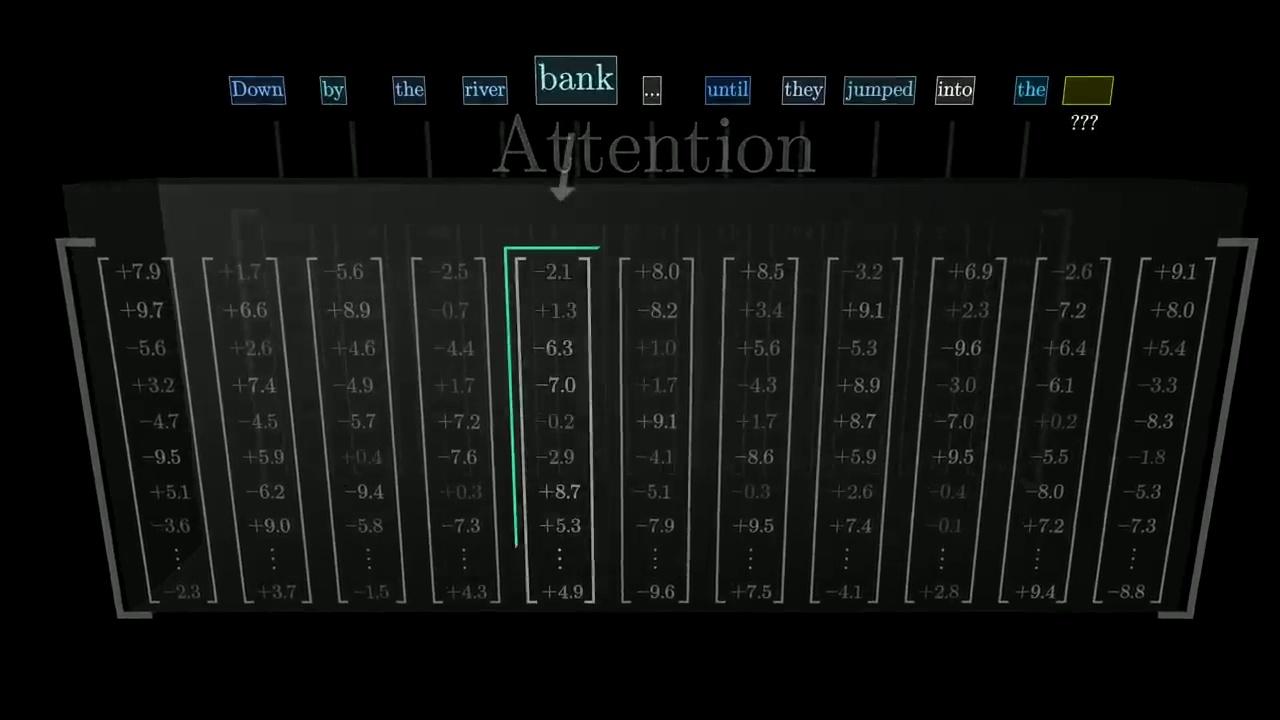 Down by the river bank ... until they jumped into the
???
Attention
+7.9 +1.7 −5.6 −2.5 −2.1 +8.0 +8.5 −3.2 +6.9 −2.6 +9.1
+9.7 +6.6 +8.9 −0.7 +1.3 −8.2 +3.4 +9.1 +2.3 −7.2 +8.0
−5.6 +2.6 +4.6 −4.4 −6.3 +1.0 +5.6 −5.3 −9.6 +6.4 +5.4
+3.2 +7.4 −4.9 +1.7 −7.0 +1.7 −4.3 +8.9 −3.0 −6.1 −3.3
−4.7 −4.5 −5.7 +7.2 −0.2 +9.1 +1.7 +8.7 −7.0 +0.2 −8.3
−9.5 +5.9 +0.4 −7.6 −2.9 −4.1 −8.6 +5.9 +9.5 −5.5 −1.8
+5.1 −6.2 −9.4 +0.3 +8.7 −5.1 −0.3 +2.6 −0.4 −8.0 −5.3
−3.6 +9.0 −5.8 −7.3 +5.3 −7.9 +9.5 +7.4 −0.1 +7.2 −7.3
⋮ ⋮ ⋮ ⋮ ⋮ ⋮ ⋮ ⋮ ⋮ ⋮ ⋮
−2.3 +3.7 −1.5 +4.3 +4.9 −9.6 +7.5 −4.1 +2.8 +9.4 −8.8